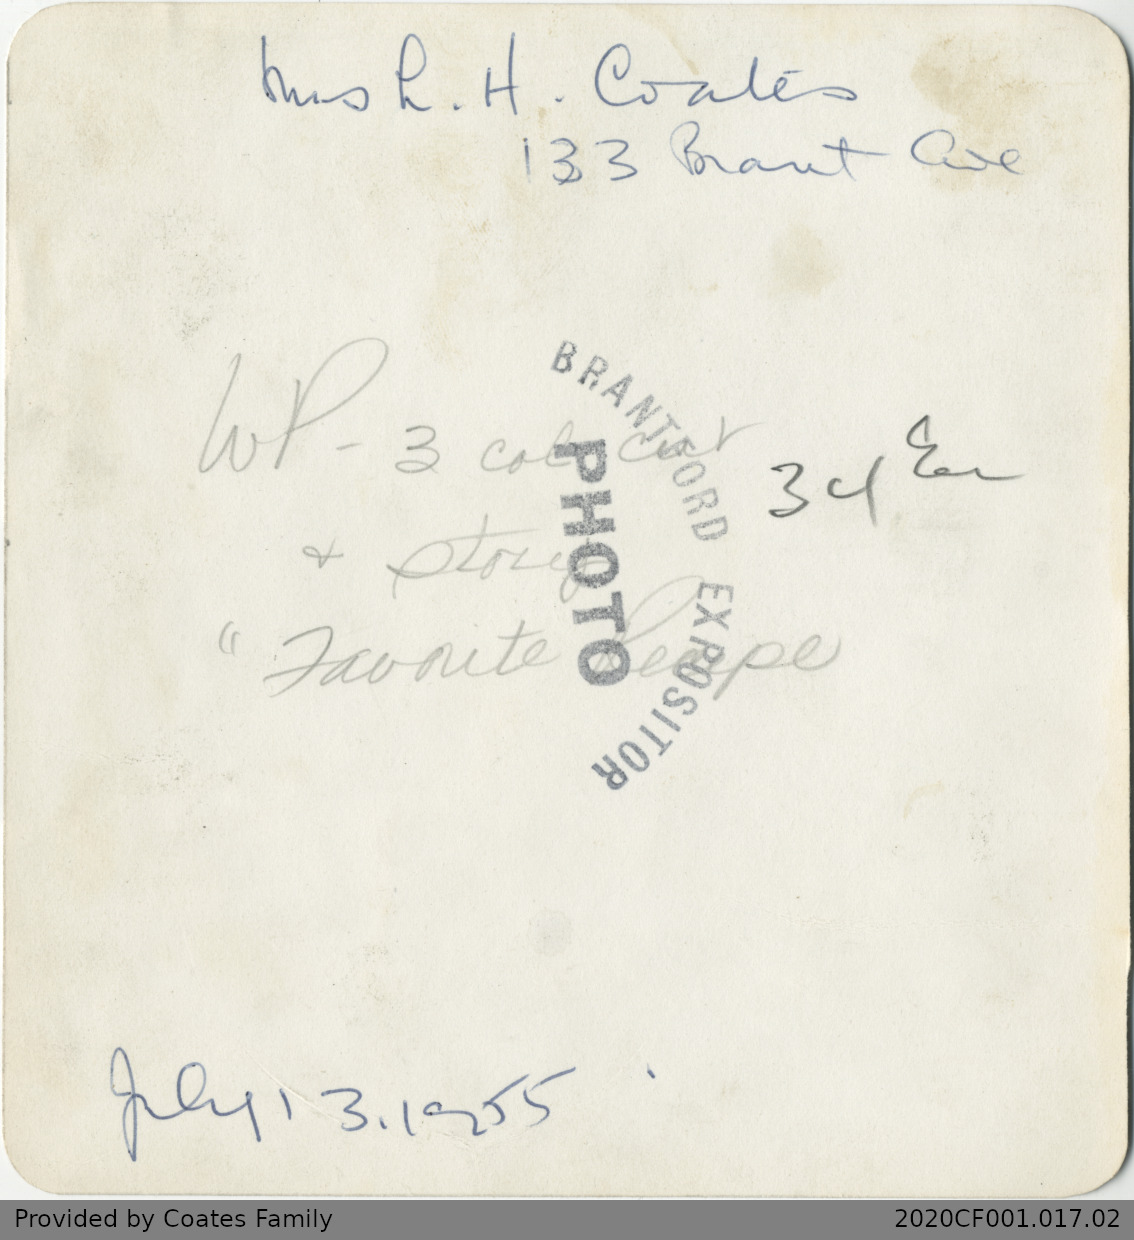 Mrs R. H. Coates
133 Brant Ave
BRANTFORD EXPOSITOR
PHOTO
WP - 3 col cut
3 cl
+ story
"Favorite Recipe
July 13. 1955
Provided by Coates Family
2020CF001.017.02